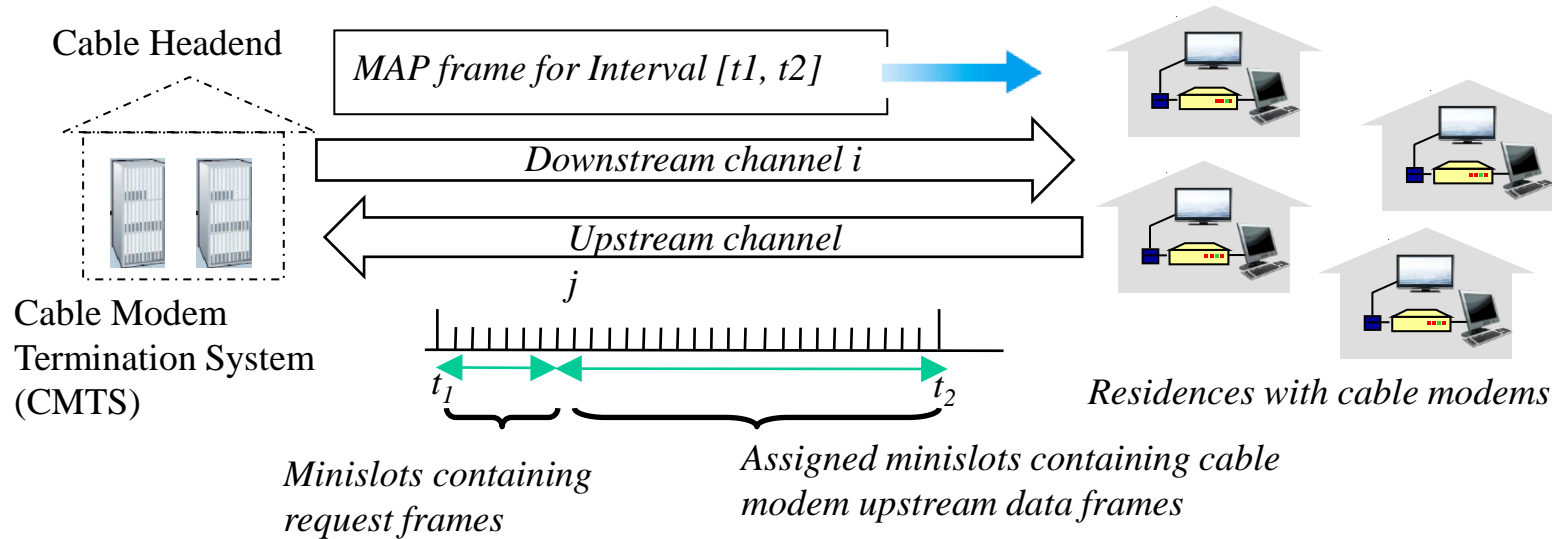 Cable Headend
MAP frame for Interval [t1, t2]
Downstream channel i
Upstream channel
j
Cable Modem
Termination System
(CMTS)
t1
t2
Residences with cable modems
Minislots containing
request frames
Assigned minislots containing cable
modem upstream data frames